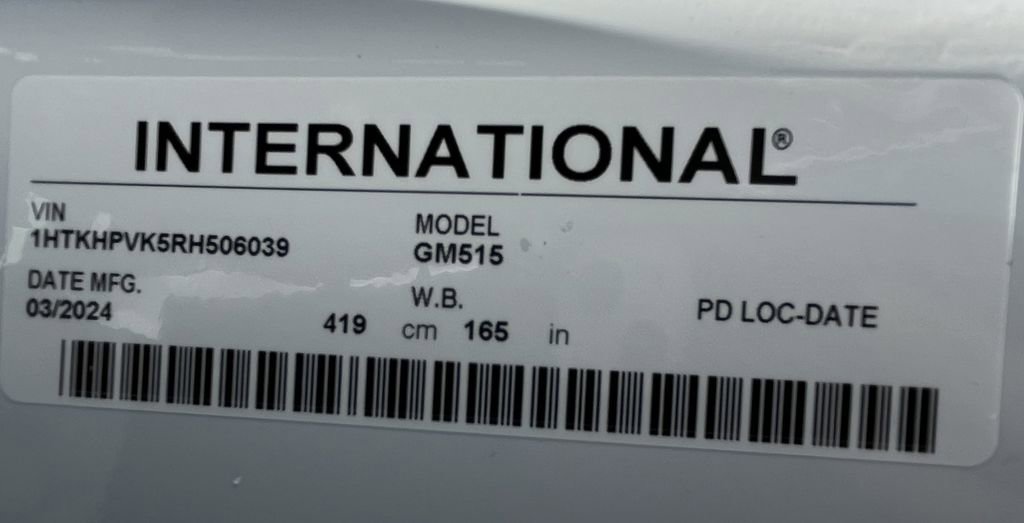 INTERNATIONAL®
VIN
1HTKHPVK5RH506039
MODEL
GM515
DATE MFG.
03/2024
W.B.
419 cm 165 in
PD LOC-DATE